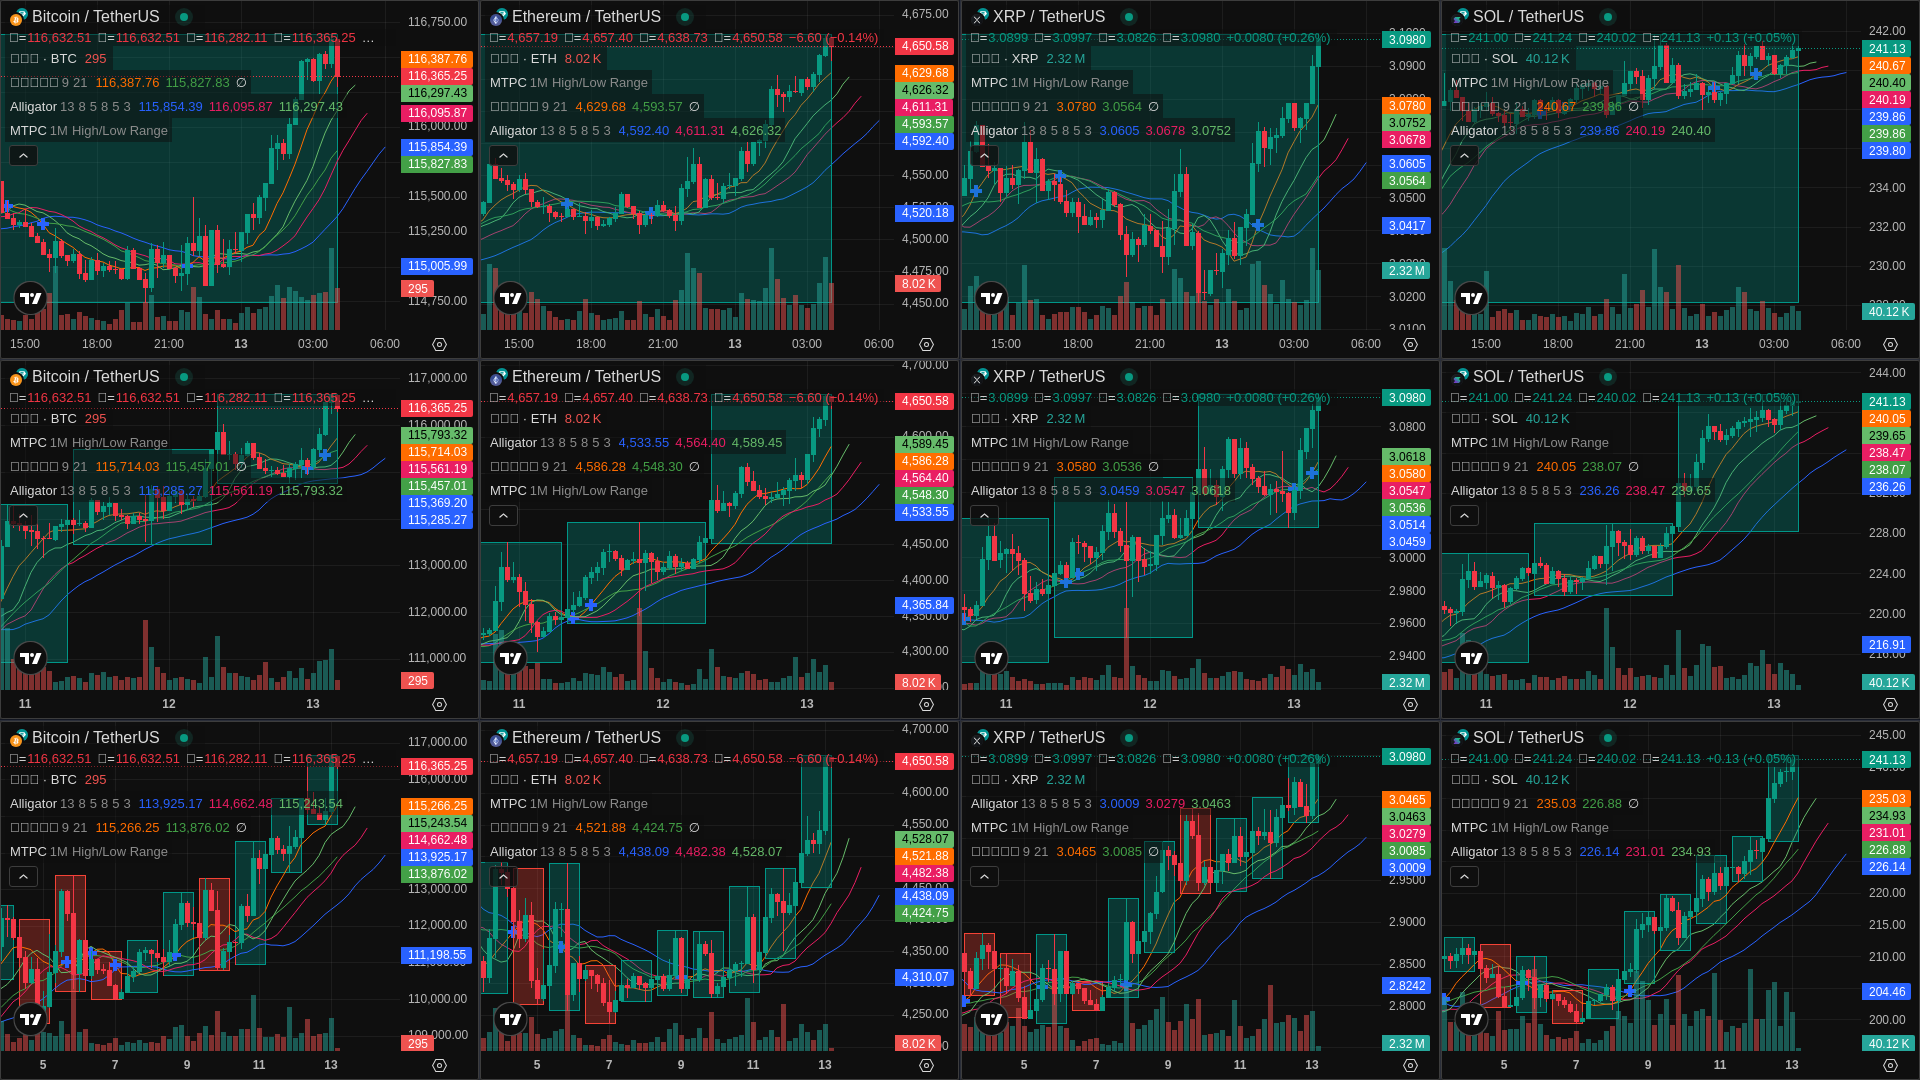 Bitcoin / TetherUS
=116,632.51 =116,632.51 =116,282.11 =116,365.25 …
· BTC 295
9 21 116,387.76 115,827.83 ∅
Alligator 13 8 5 8 5 3 115,854.39 116,095.87 116,297.43
MTPC 1M High/Low Range
116,750.00
116,387.76
116,365.25
116,297.43
116,095.87
116,000.00
115,854.39
115,827.83
115,500.00
115,250.00
115,005.99
295
114,750.00
15:00 18:00 21:00 13 03:00 06:00
Ethereum / TetherUS
=4,657.19 =4,657.40 =4,638.73 =4,650.58 −6.60 (−0.14%)
· ETH 8.02 K
MTPC 1M High/Low Range
9 21 4,629.68 4,593.57 ∅
Alligator 13 8 5 8 5 3 4,592.40 4,611.31 4,626.32
4,675.00
4,650.58
4,629.68
4,626.32
4,611.31
4,593.57
4,592.40
4,550.00
4,520.18
4,500.00
4,475.00
8.02 K
4,450.00
15:00 18:00 21:00 13 03:00 06:00
XRP / TetherUS
=3.0899 =3.0997 =3.0826 =3.0980 +0.0080 (+0.26%)
· XRP 2.32 M
MTPC 1M High/Low Range
9 21 3.0780 3.0564 ∅
Alligator 13 8 5 8 5 3 3.0605 3.0678 3.0752
3.0980
3.0900
3.0780
3.0752
3.0678
3.0605
3.0564
3.0500
3.0417
2.32 M
3.0200
3.0100
15:00 18:00 21:00 13 03:00 06:00
SOL / TetherUS
=241.00 =241.24 =240.02 =241.13 +0.13 (+0.05%)
· SOL 40.12 K
MTPC 1M High/Low Range
9 21 240.67 239.86 ∅
Alligator 13 8 5 8 5 3 239.86 240.19 240.40
242.00
241.13
240.67
240.40
240.19
239.86
239.86
239.80
234.00
232.00
230.00
40.12 K
15:00 18:00 21:00 13 03:00 06:00
Bitcoin / TetherUS
=116,632.51 =116,632.51 =116,282.11 =116,365.25 …
· BTC 295
MTPC 1M High/Low Range
9 21 115,714.03 115,457.01 ∅
Alligator 13 8 5 8 5 3 115,285.27 115,561.19 115,793.32
117,000.00
116,365.25
116,000.00
115,793.32
115,714.03
115,561.19
115,457.01
115,369.20
115,285.27
113,000.00
112,000.00
111,000.00
295
11 12 13
Ethereum / TetherUS
=4,657.19 =4,657.40 =4,638.73 =4,650.58 −6.60 (−0.14%)
· ETH 8.02 K
Alligator 13 8 5 8 5 3 4,533.55 4,564.40 4,589.45
9 21 4,586.28 4,548.30 ∅
MTPC 1M High/Low Range
4,700.00
4,650.58
4,600.00
4,589.45
4,586.28
4,564.40
4,548.30
4,533.55
4,450.00
4,400.00
4,365.84
4,350.00
4,300.00
8.02 K
11 12 13
XRP / TetherUS
=3.0899 =3.0997 =3.0826 =3.0980 +0.0080 (+0.26%)
· XRP 2.32 M
MTPC 1M High/Low Range
9 21 3.0580 3.0536 ∅
Alligator 13 8 5 8 5 3 3.0459 3.0547 3.0618
3.0980
3.0800
3.0618
3.0580
3.0547
3.0536
3.0514
3.0459
3.0000
2.9800
2.9600
2.9400
2.32 M
11 12 13
SOL / TetherUS
=241.00 =241.24 =240.02 =241.13 +0.13 (+0.05%)
· SOL 40.12 K
MTPC 1M High/Low Range
9 21 240.05 238.07 ∅
Alligator 13 8 5 8 5 3 236.26 238.47 239.65
244.00
241.13
240.05
239.65
238.47
238.07
236.26
228.00
224.00
220.00
216.91
216.00
40.12 K
11 12 13
Bitcoin / TetherUS
=116,632.51 =116,632.51 =116,282.11 =116,365.25 …
· BTC 295
Alligator 13 8 5 8 5 3 113,925.17 114,662.48 115,243.54
9 21 115,266.25 113,876.02 ∅
MTPC 1M High/Low Range
117,000.00
116,365.25
116,000.00
115,266.25
115,243.54
114,662.48
113,925.17
113,876.02
113,000.00
112,000.00
111,198.55
110,000.00
109,000.00
295
5 7 9 11 13
Ethereum / TetherUS
=4,657.19 =4,657.40 =4,638.73 =4,650.58 −6.60 (−0.14%)
· ETH 8.02 K
MTPC 1M High/Low Range
9 21 4,521.88 4,424.75 ∅
Alligator 13 8 5 8 5 3 4,438.09 4,482.38 4,528.07
4,700.00
4,650.58
4,600.00
4,550.00
4,528.07
4,521.88
4,482.38
4,438.09
4,424.75
4,350.00
4,310.07
4,250.00
8.02 K
5 7 9 11 13
XRP / TetherUS
=3.0899 =3.0997 =3.0826 =3.0980 +0.0080 (+0.26%)
· XRP 2.32 M
Alligator 13 8 5 8 5 3 3.0009 3.0279 3.0463
MTPC 1M High/Low Range
9 21 3.0465 3.0085 ∅
3.0980
3.0465
3.0463
3.0279
3.0085
3.0009
2.9500
2.9000
2.8500
2.8242
2.8000
2.32 M
5 7 9 11 13
SOL / TetherUS
=241.00 =241.24 =240.02 =241.13 +0.13 (+0.05%)
· SOL 40.12 K
9 21 235.03 226.88 ∅
MTPC 1M High/Low Range
Alligator 13 8 5 8 5 3 226.14 231.01 234.93
245.00
241.13
235.03
234.93
231.01
226.88
226.14
220.00
215.00
210.00
204.46
200.00
40.12 K
5 7 9 11 13